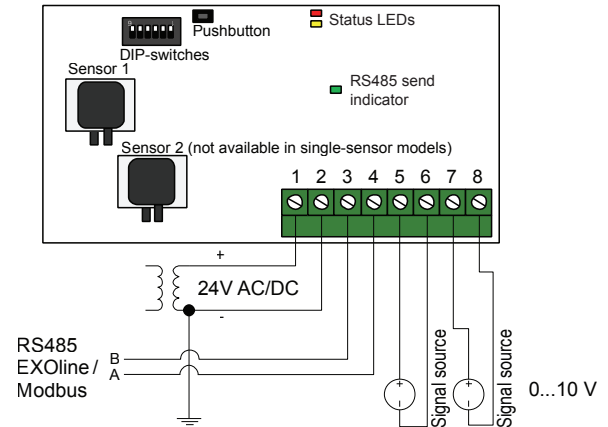 Pushbutton
Status LEDs
DIP-switches
Sensor 1
RS485 send
indicator
Sensor 2 (not available in single-sensor models)
1 2 3 4 5 6 7 8
+
24V AC/DC
-
RS485
EXOline /
Modbus
B
A
Signal source
Signal source
+
-
+
-
0...10 V